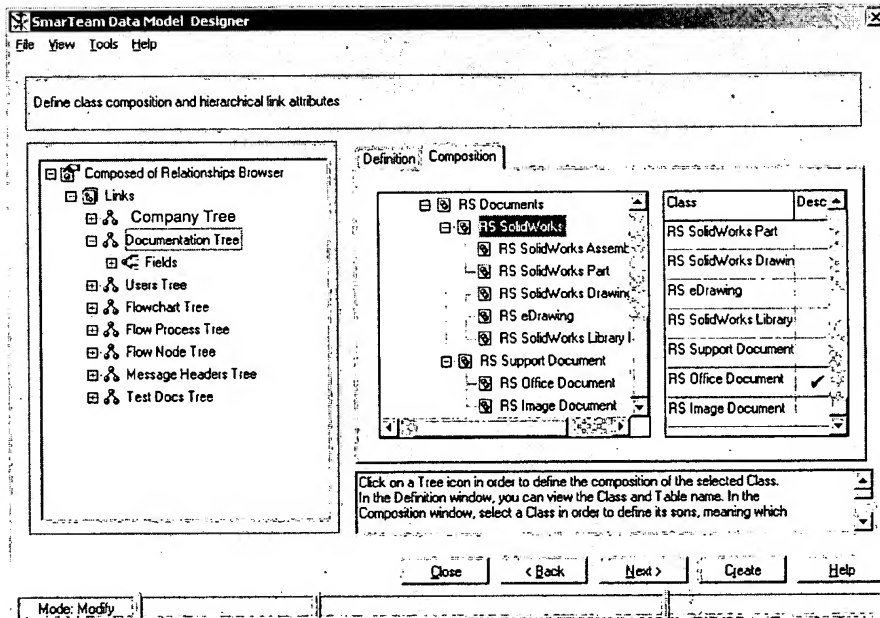 SmarTeam Data Model Designer
File View Tools Help
Define class composition and hierarchical link attributes
Composed of Relationships Browser
Links
Company Tree
Documentation Tree
Fields
Users Tree
Flowchart Tree
Flow Process Tree
Flow Node Tree
Message Headers Tree
Test Docs Tree
Definition Composition
RS Documents
RS SolidWorks
RS SolidWorks Assemb
RS SolidWorks Part
RS SolidWorks Drawing
RS eDrawing
RS SolidWorks Library
RS Support Document
RS Office Document
RS Image Document
Class Desc
RS SolidWorks Part
RS SolidWorks Drawin
RS eDrawing
RS SolidWorks Library
RS Support Document
RS Office Document
RS Image Document
Click on a Tree icon in order to define the composition of the selected Class.
In the Definition window, you can view the Class and Table name. In the
Composition window, select a Class in order to define its sons, meaning which
Close < Back Next > Create Help
Mode: Modify